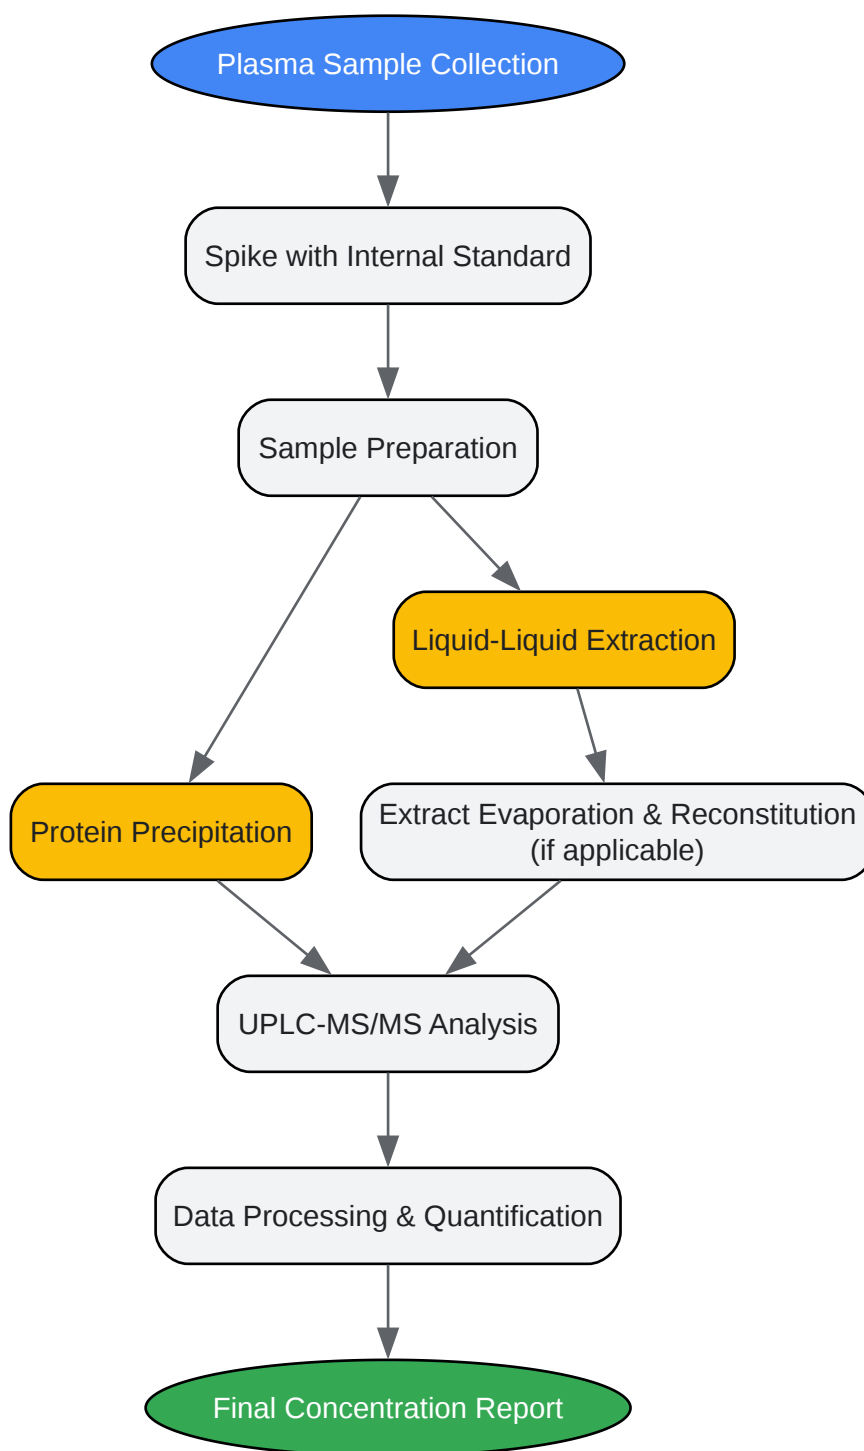 Plasma Sample Collection
Spike with Internal Standard
Sample Preparation
Liquid-Liquid Extraction
Protein Precipitation
Extract Evaporation & Reconstitution
(if applicable)
UPLC-MS/MS Analysis
Data Processing & Quantification
Final Concentration Report